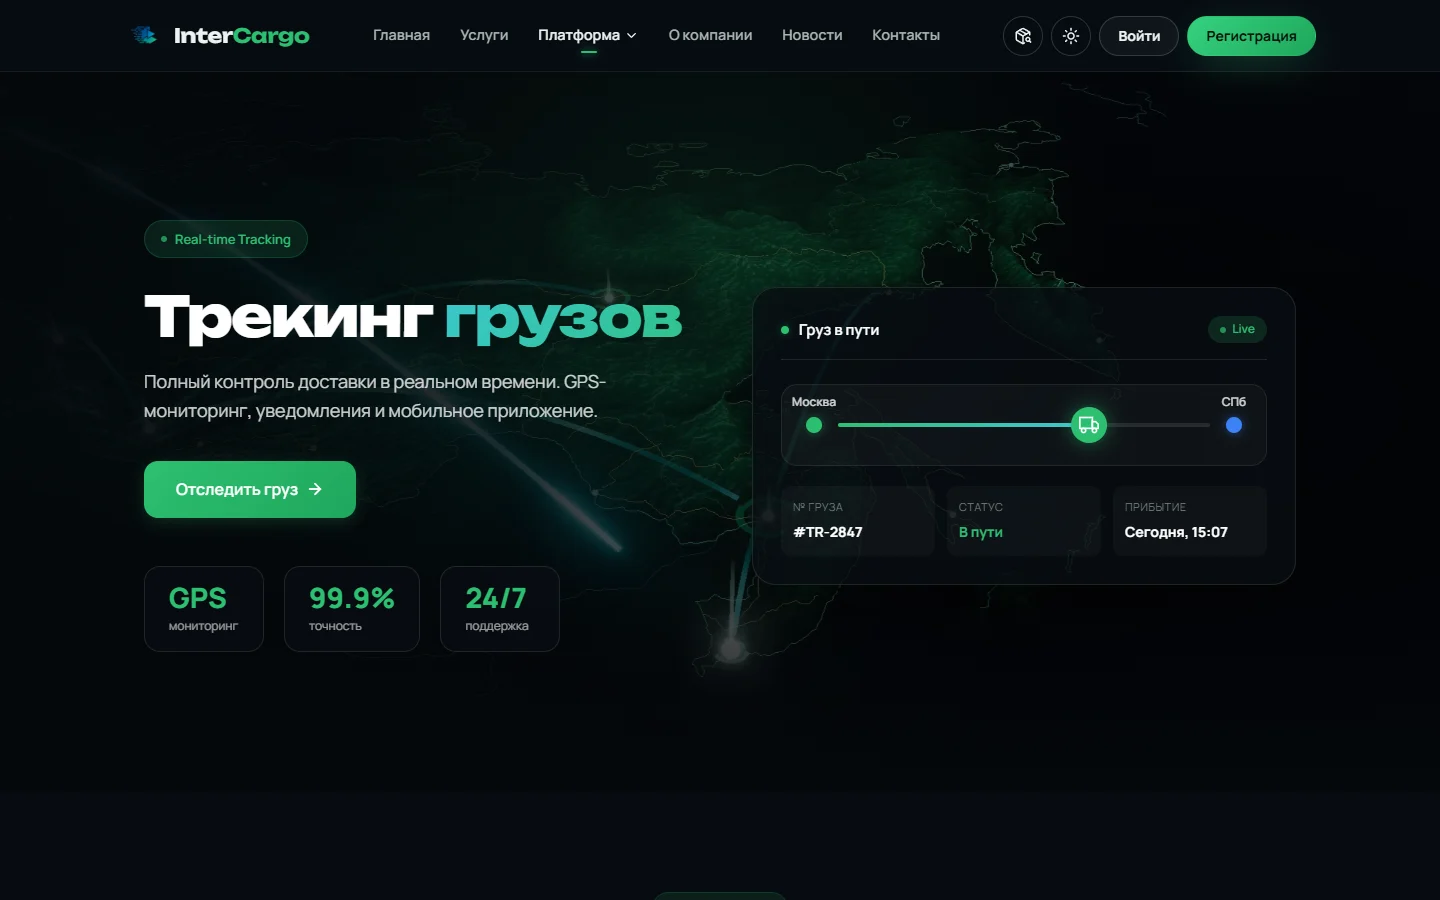 InterCargo
Главная
Услуги
Платформа
О компании
Новости
Контакты
Войти
Регистрация
Real-time Tracking
Трекинг грузов
Полный контроль доставки в реальном времени. GPS-
мониторинг, уведомления и мобильное приложение.
Отследить груз
GPS
мониторинг
99.9%
точность
24/7
поддержка
Груз в пути
Live
Москва
СПб
№ ГРУЗА
#TR-2847
СТАТУС
В пути
ПРИБЫТИЕ
Сегодня, 15:07